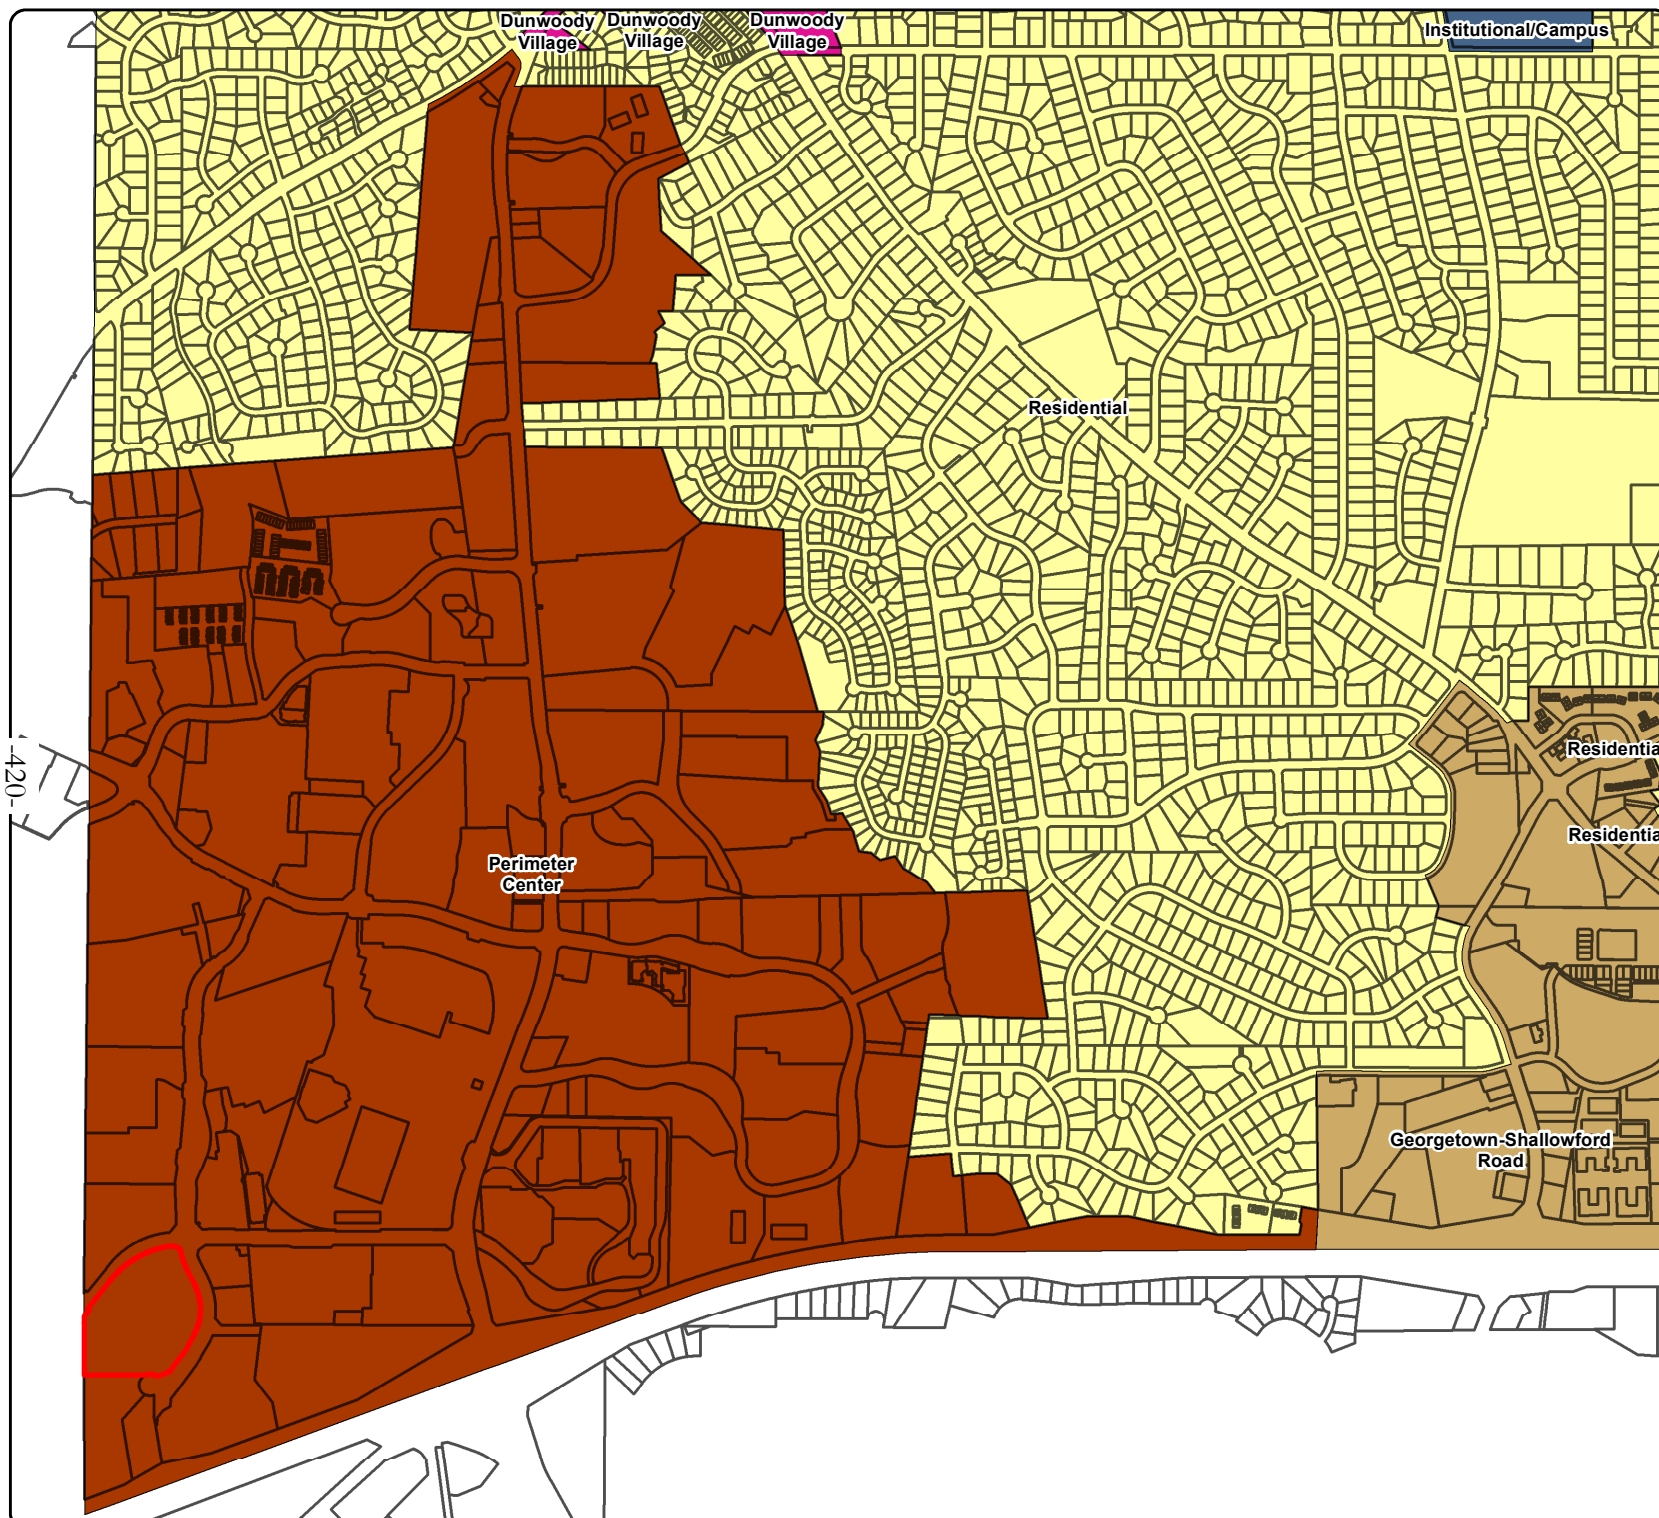 Dunwoody
Village
Dunwoody
Village
Dunwoody
Village
Institutional/Campus
Residential
Residentia
-420-
Residentia
Perimeter
Center
Georgetown-Shallowford
Road